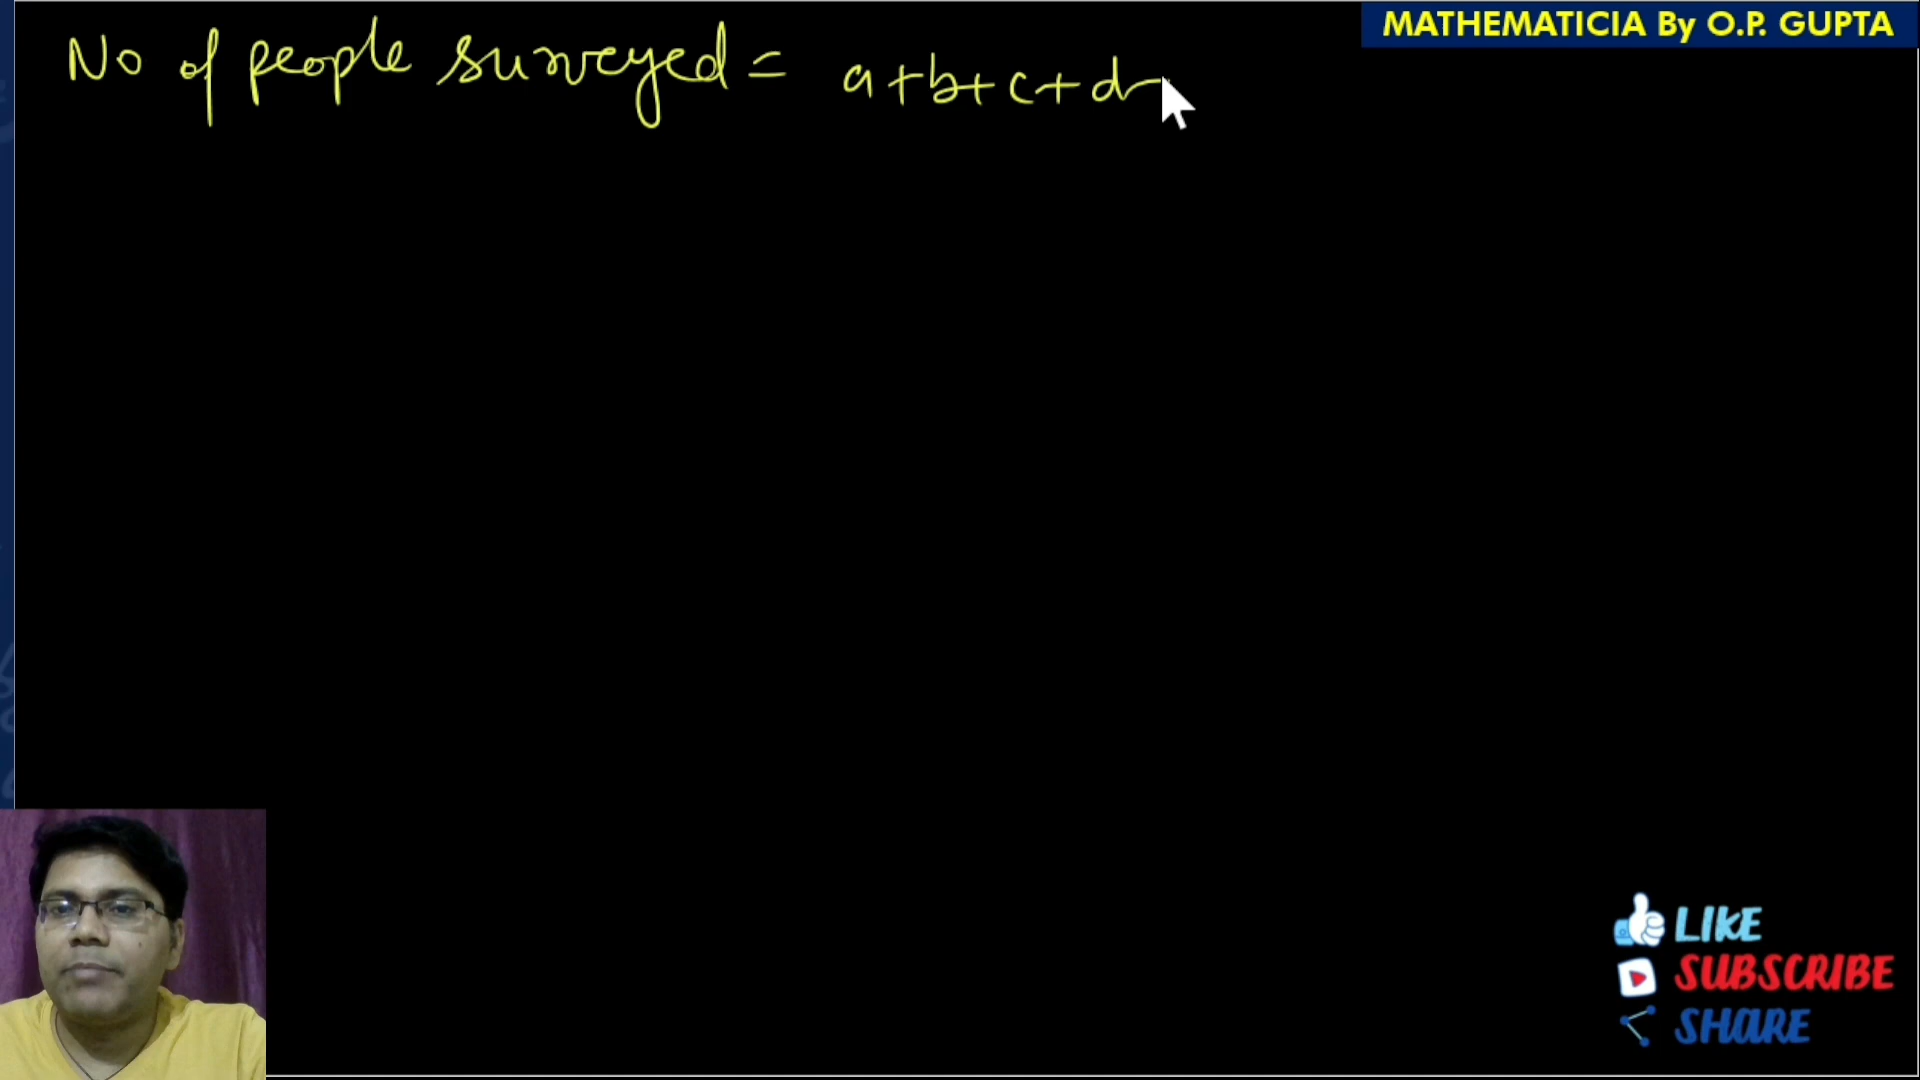 MATHEMATICIA By O.P. GUPTA
No of people surveyed = a+b+c+d
LIKE
SUBSCRIBE
SHARE